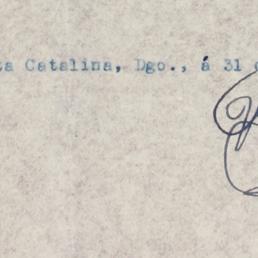 ta Catalina, Dgo., á 31